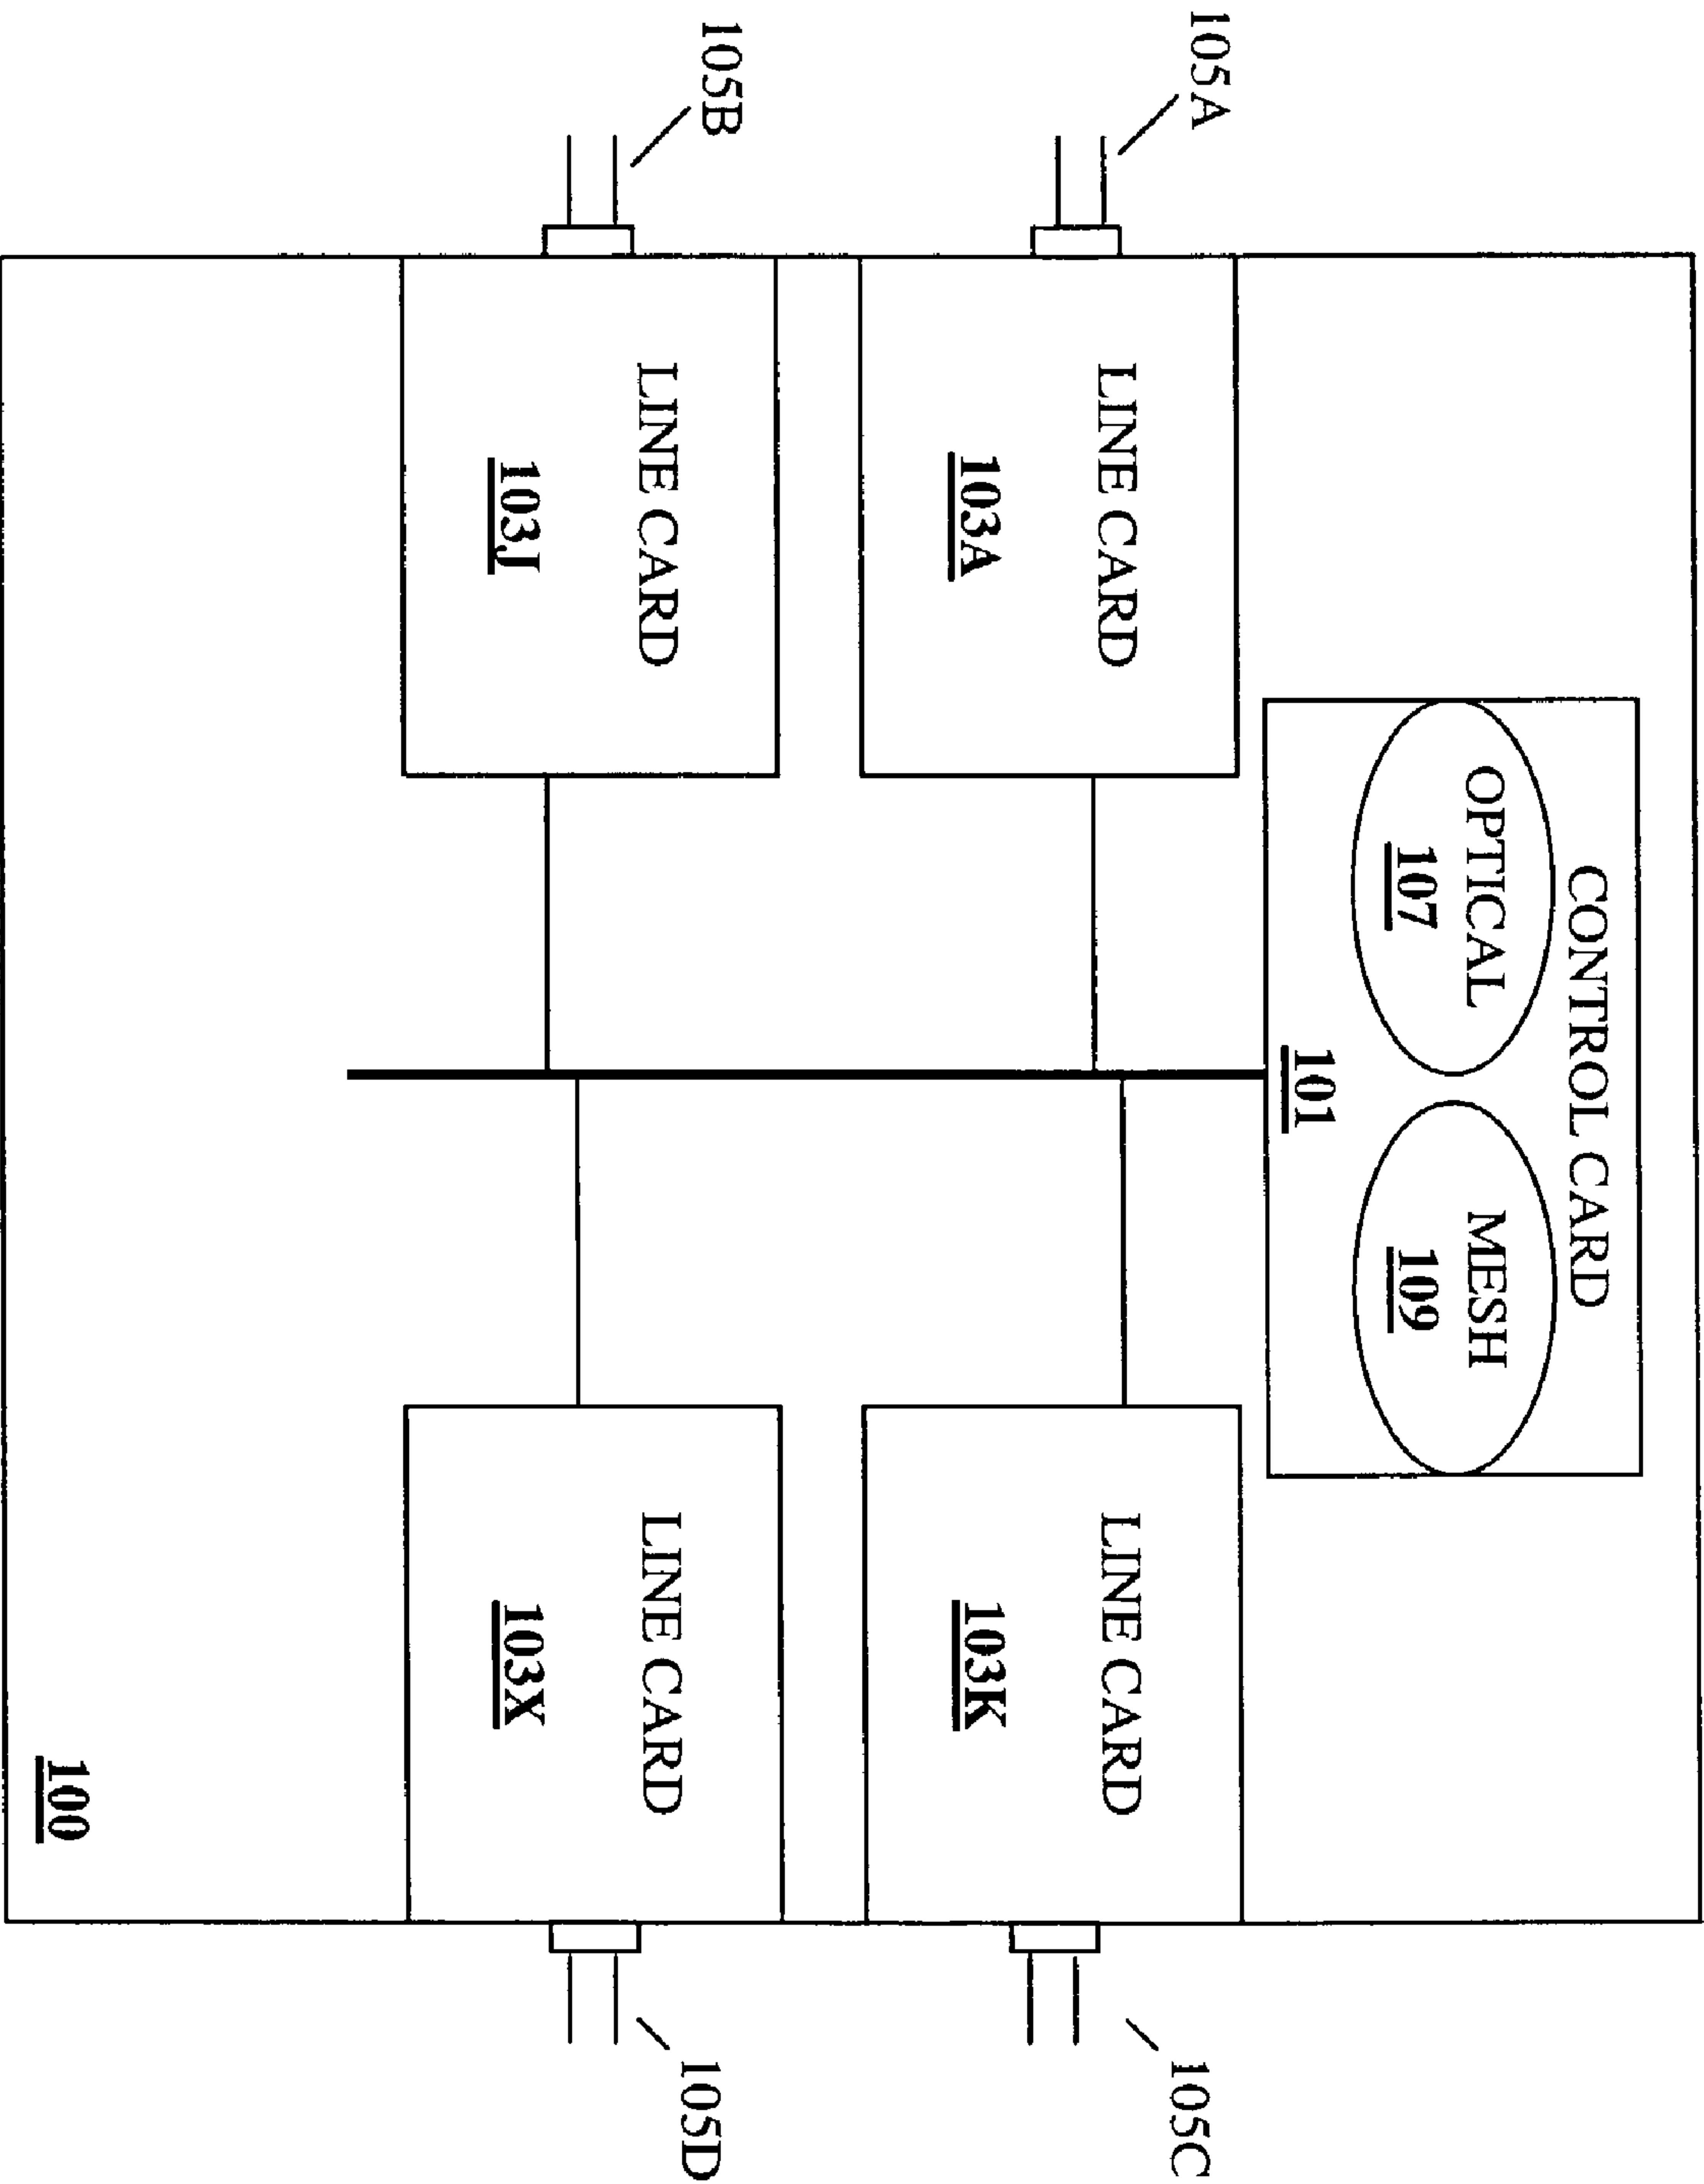 CONTROL CARD
OPTICAL
107
MESH
109
101
105A
LINE CARD
103A
LINE CARD
103K
105C
105B
LINE CARD
103J
LINE CARD
103X
105D
100